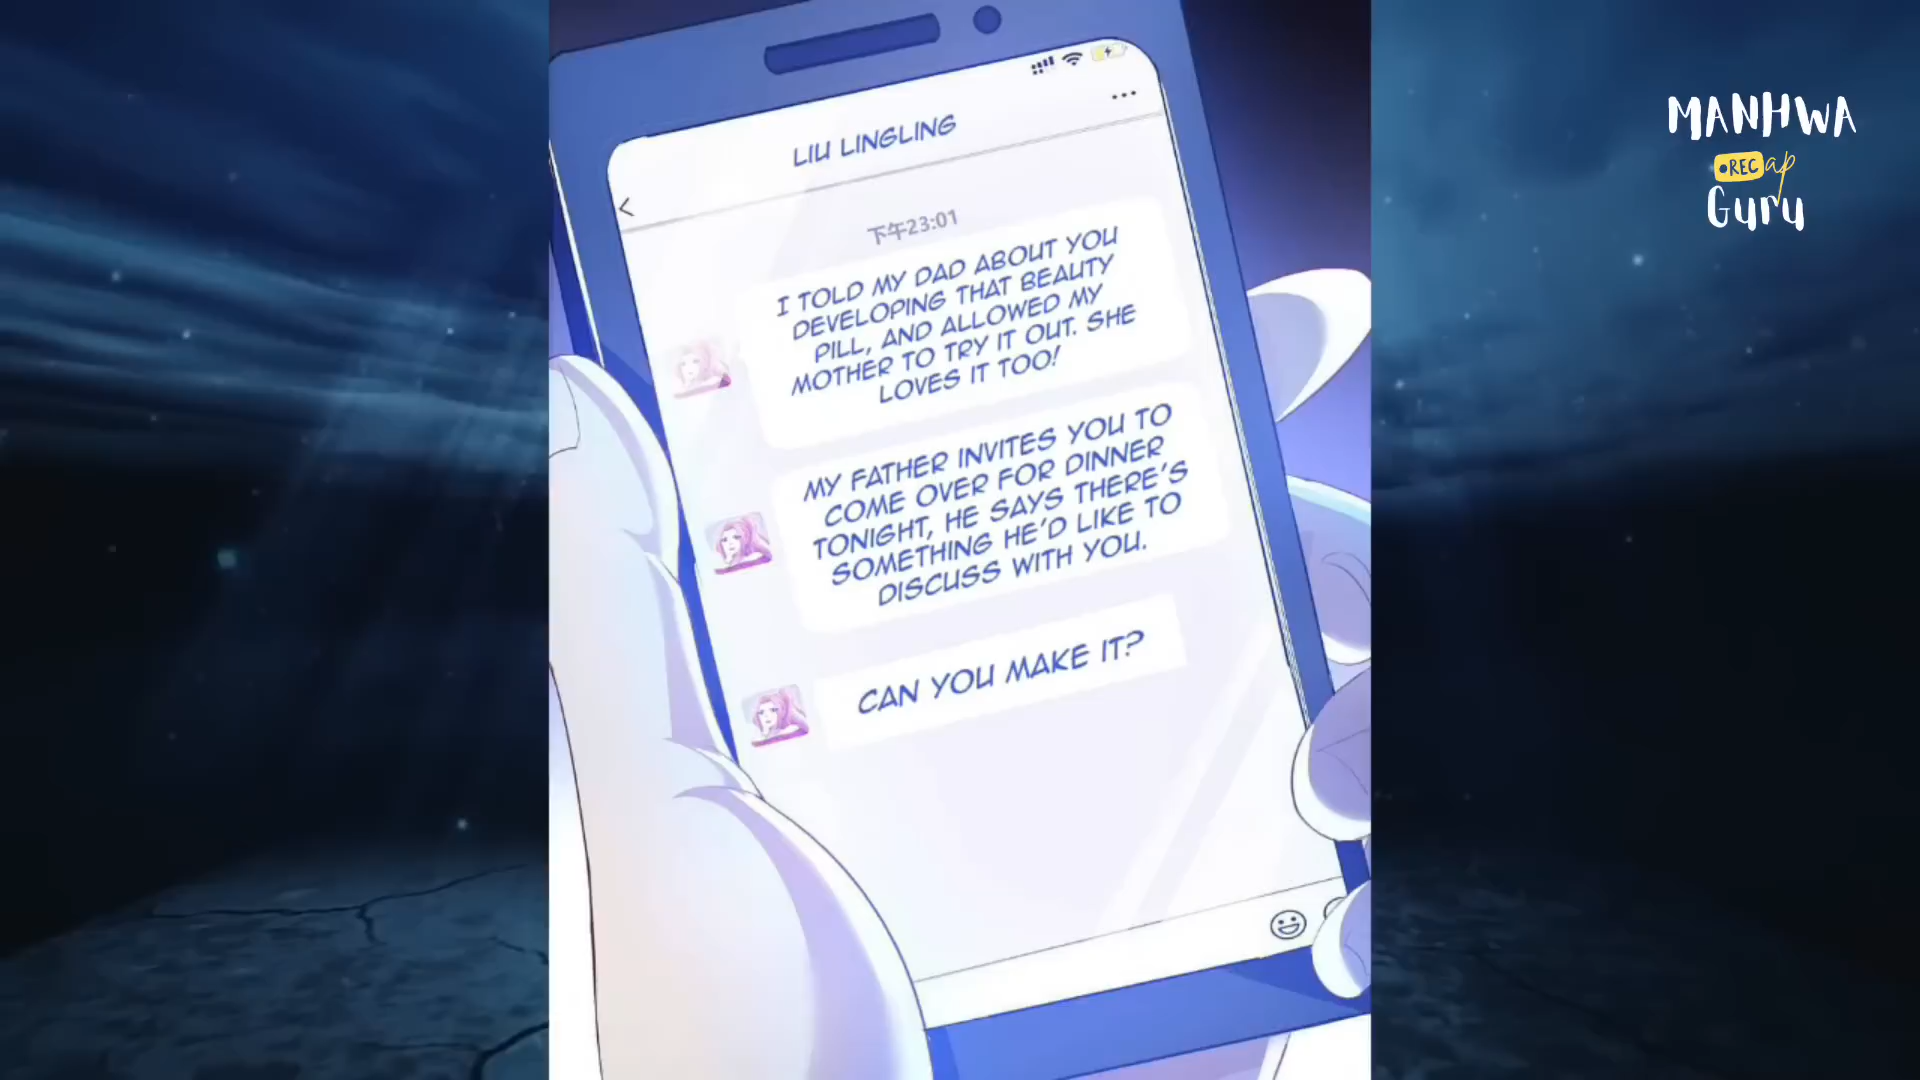 LIU LINGLING
下午23:01
I TOLD MY DAD ABOUT YOU
DEVELOPING THAT BEAUTY
PILL, AND ALLOWED MY
MOTHER TO TRY IT OUT. SHE
LOVES IT TOO!
MY FATHER INVITES YOU TO
COME OVER FOR DINNER
TONIGHT, HE SAYS THERE'S
SOMETHING HE'D LIKE TO
DISCUSS WITH YOU.
CAN YOU MAKE IT?
MANHWA
REC ap
Guru